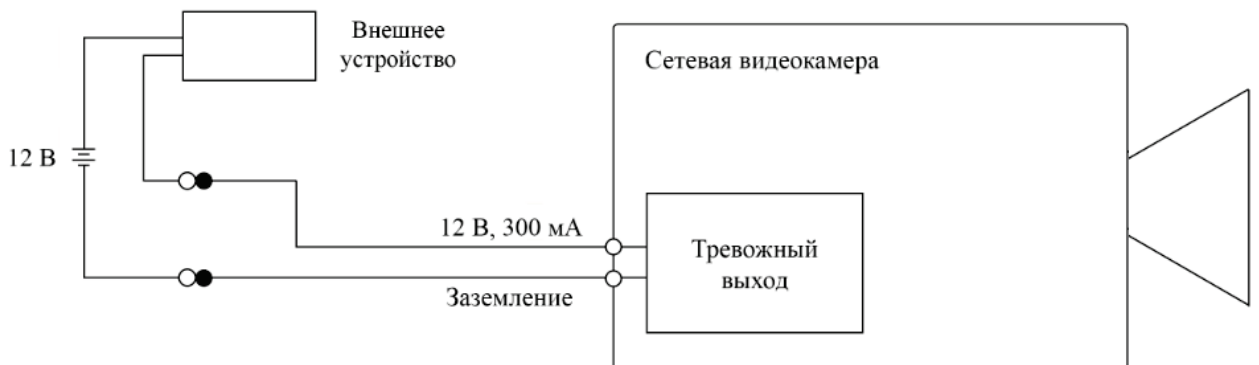 Внешнее
устройство
Сетевая видеокамера
12 В
12 В, 300 мА
Тревожный
выход
Заземление